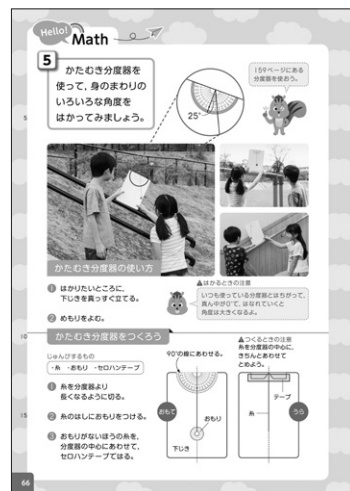 Hello!
Math
5
かたむき分度器を
使って，身のまわりの
いろいろな角度を
はかってみましょう。
25°
159ページにある
分度器を使おう。
5
かたむき分度器の使い方
① はかりたいところに，
下じきを真っすぐ立てる。
② めもりをよむ。
▲はかるときの注意
いつも使っている分度器とはちがって，
真ん中が0°で，はなれていくと
角度は大きくなるよ。
10
かたむき分度器をつくろう
じゅんびするもの
・糸 ・おもり ・セロハンテープ
① 糸を分度器より
長くなるように切る。
15
② 糸のはしにおもりをつける。
③ おもりがないほうの糸を，
分度器の中心にあわせて，
セロハンテープではる。
90°の線にあわせる。
おもて
おもり
下じき
▲つくるときの注意
糸を分度器の中心に，
きちんとあわせて
とめよう。
テープ
糸
うら
66